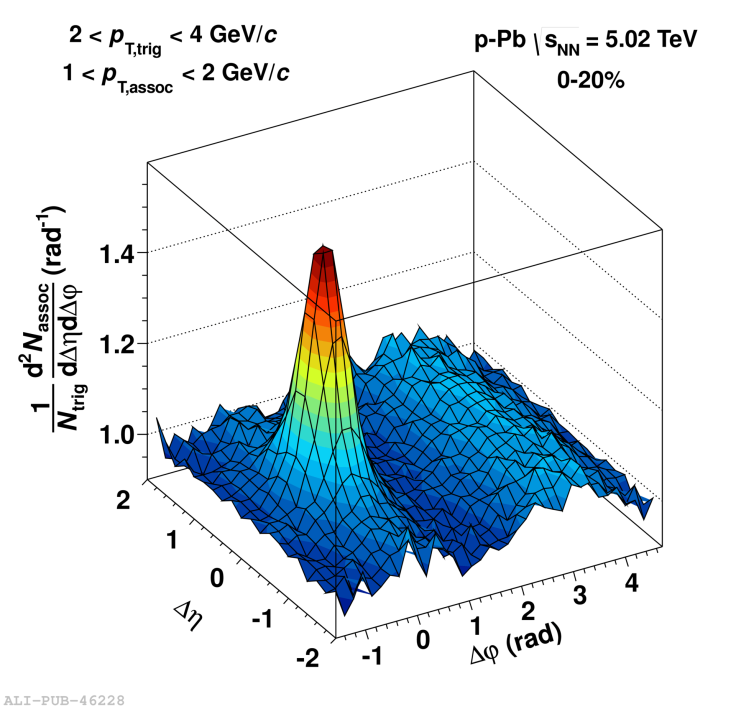 2 < pT,trig < 4 GeV/c
1 < pT,assoc < 2 GeV/c
p-Pb \ sNN = 5.02 TeV
0-20%
1/Ntrig d²Nassoc/dΔηdΔφ (rad⁻¹)
1.4
1.2
1.0
2
1
0
-1
-2
Δη
-1
0
1
2
3
4
Δφ (rad)
ALI-PUB-46228